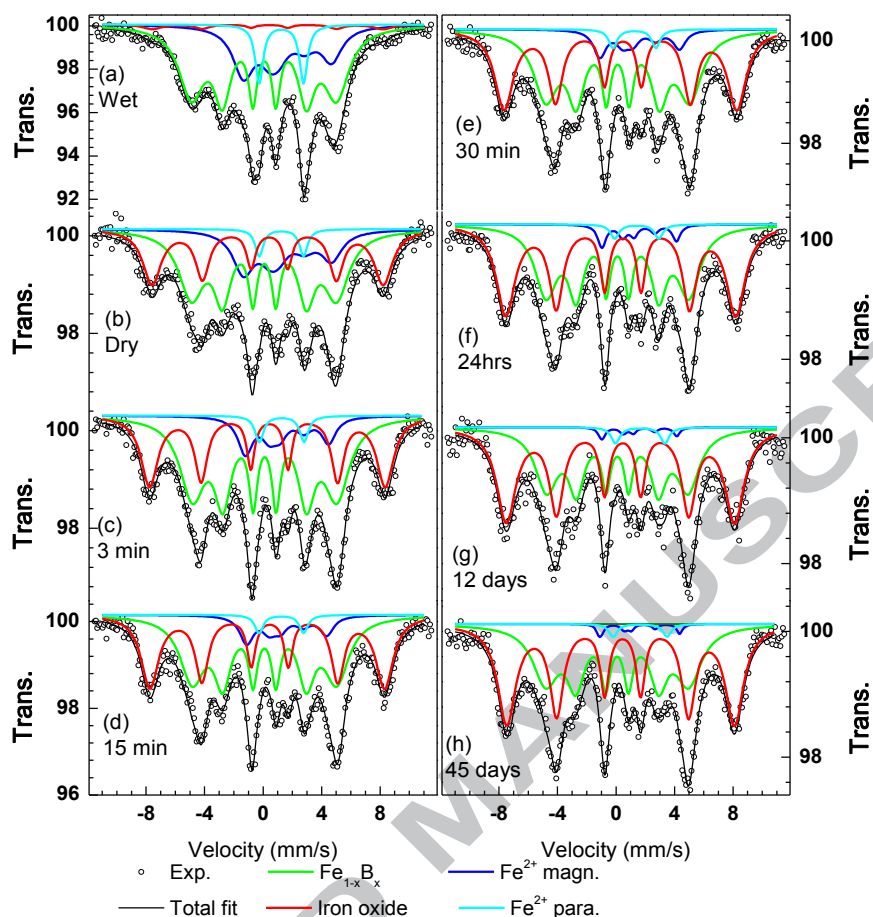 100
98
96
94
92
Trans.
(a)
Wet
100
98
Trans.
(b)
Dry
100
98
Trans.
(c)
3 min
100
98
96
Trans.
(d)
15 min
-8 -4 0 4 8
Velocity (mm/s)
100
98
Trans.
(e)
30 min
100
98
Trans.
(f)
24hrs
100
98
Trans.
(g)
12 days
100
98
Trans.
(h)
45 days
-8 -4 0 4 8
Velocity (mm/s)
Exp. Fe1-xBx Fe2+ magn.
Total fit Iron oxide Fe2+ para.
D MANUSC